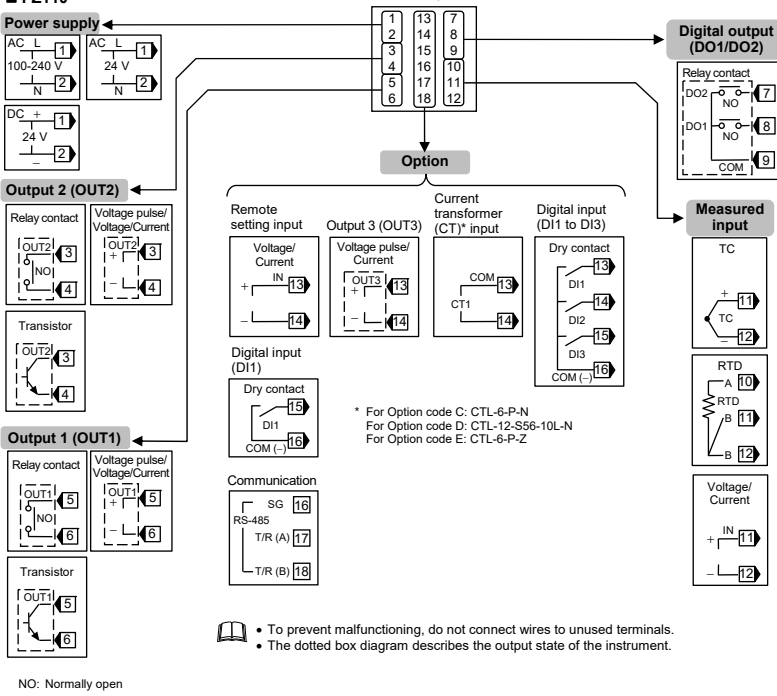 Power supply
AC L 1
100-240 V
N 2
AC L 1
24 V
N 2
DC + 1
24 V
– 2
1 13 7
2 14 8
3 15 9
4 16 10
5 17 11
6 18 12
Digital output
(DO1/DO2)
Relay contact
DO2 7
NO
DO1 8
NO
COM 9
Output 2 (OUT2)
Relay contact
OUT2 3
NO
4
Voltage pulse/
Voltage/Current
OUT2
+ 3
– 4
Transistor
OUT2 3
4
Output 1 (OUT1)
Relay contact
OUT1 5
NO
6
Voltage pulse/
Voltage/Current
OUT1
+ 5
– 6
Transistor
OUT1 5
6
NO: Normally open
Option
Remote
setting input
Voltage/
Current
IN
+ 13
– 14
Output 3 (OUT3)
Voltage pulse/
Current
OUT3
+ 13
– 14
Current
transformer
(CT)* input
COM 13
CT1
14
Digital input
(DI1 to DI3)
Dry contact
13
DI1
14
DI2
15
DI3
16
COM (–)
Digital input
(DI1)
Dry contact
15
DI1
16
COM (–)
* For Option code C: CTL-6-P-N
For Option code D: CTL-12-S56-10L-N
For Option code E: CTL-6-P-Z
Communication
SG 16
RS-485
T/R (A) 17
T/R (B) 18
Measured
input
TC
+ 11
TC
– 12
RTD
A 10
RTD
B 11
B 12
Voltage/
Current
IN
+ 11
– 12
• To prevent malfunctioning, do not connect wires to unused terminals.
• The dotted box diagram describes the output state of the instrument.